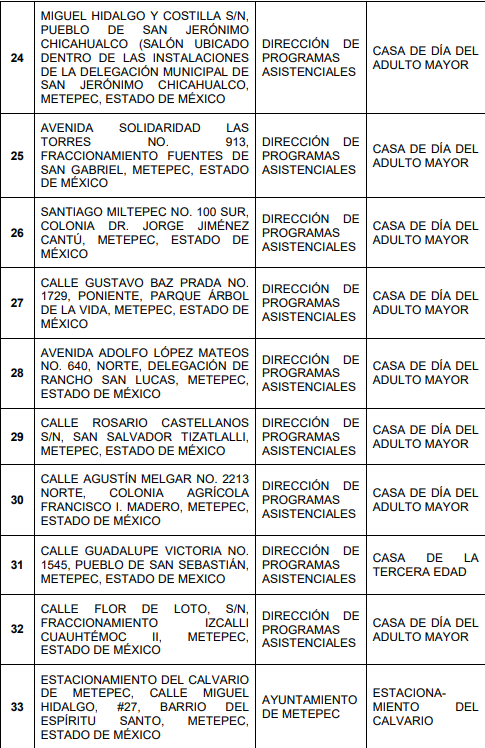 24
MIGUEL HIDALGO Y COSTILLA S/N,
PUEBLO DE SAN JERÓNIMO
CHICAHUALCO (SALÓN UBICADO
DENTRO DE LAS INSTALACIONES
DE LA DELEGACIÓN MUNICIPAL DE
SAN JERÓNIMO CHICAHUALCO,
METEPEC, ESTADO DE MÉXICO
DIRECCIÓN DE
PROGRAMAS
ASISTENCIALES
CASA DE DÍA DEL
ADULTO MAYOR
25
AVENIDA SOLIDARIDAD LAS
TORRES NO. 913,
FRACCIONAMIENTO FUENTES DE
SAN GABRIEL, METEPEC, ESTADO
DE MÉXICO
DIRECCIÓN DE
PROGRAMAS
ASISTENCIALES
CASA DE DÍA DEL
ADULTO MAYOR
26
SANTIAGO MILTEPEC NO. 100 SUR,
COLONIA DR. JORGE JIMÉNEZ
CANTÚ, METEPEC, ESTADO DE
MÉXICO
DIRECCIÓN DE
PROGRAMAS
ASISTENCIALES
CASA DE DÍA DEL
ADULTO MAYOR
27
CALLE GUSTAVO BAZ PRADA NO.
1729, PONIENTE, PARQUE ÁRBOL
DE LA VIDA, METEPEC, ESTADO DE
MÉXICO
DIRECCIÓN DE
PROGRAMAS
ASISTENCIALES
CASA DE DÍA DEL
ADULTO MAYOR
28
AVENIDA ADOLFO LÓPEZ MATEOS
NO. 640, NORTE, DELEGACIÓN DE
RANCHO SAN LUCAS, METEPEC,
ESTADO DE MÉXICO
DIRECCIÓN DE
PROGRAMAS
ASISTENCIALES
CASA DE DÍA DEL
ADULTO MAYOR
29
CALLE ROSARIO CASTELLANOS
S/N, SAN SALVADOR TIZATLALLI,
METEPEC, ESTADO DE MÉXICO
DIRECCIÓN DE
PROGRAMAS
ASISTENCIALES
CASA DE DÍA DEL
ADULTO MAYOR
30
CALLE AGUSTÍN MELGAR NO. 2213
NORTE, COLONIA AGRÍCOLA
FRANCISCO I. MADERO, METEPEC,
ESTADO DE MÉXICO
DIRECCIÓN DE
PROGRAMAS
ASISTENCIALES
CASA DE DÍA DEL
ADULTO MAYOR
31
CALLE GUADALUPE VICTORIA NO.
1545, PUEBLO DE SAN SEBASTIÁN,
METEPEC, ESTADO DE MEXICO
DIRECCIÓN DE
PROGRAMAS
ASISTENCIALES
CASA DE LA
TERCERA EDAD
32
CALLE FLOR DE LOTO, S/N,
FRACCIONAMIENTO IZCALLI
CUAUHTÉMOC II, METEPEC,
ESTADO DE MÉXICO
DIRECCIÓN DE
PROGRAMAS
ASISTENCIALES
CASA DE DÍA DEL
ADULTO MAYOR
33
ESTACIONAMIENTO DEL CALVARIO
DE METEPEC, CALLE MIGUEL
HIDALGO, #27, BARRIO DEL
ESPÍRITU SANTO, METEPEC,
ESTADO DE MÉXICO
AYUNTAMIENTO
DE METEPEC
ESTACIONA-
MIENTO DEL
CALVARIO